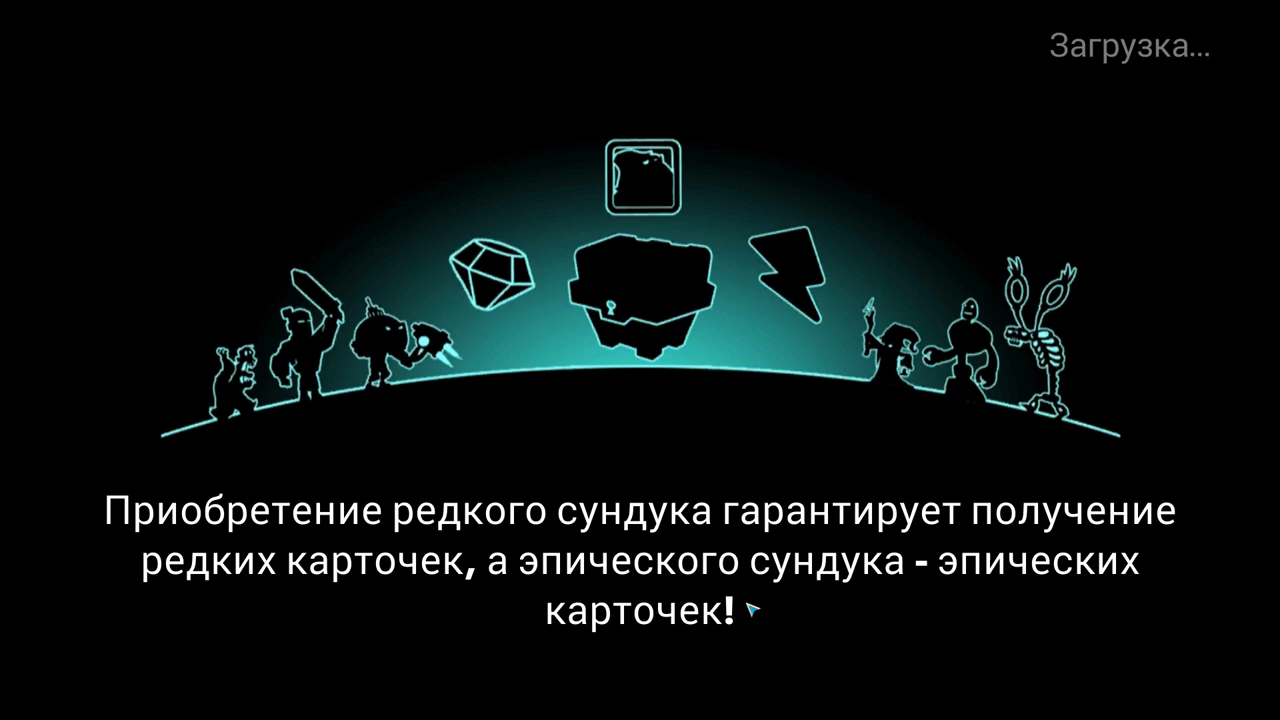 Загрузка...
Приобретение редкого сундука гарантирует получение
редких карточек, а эпического сундука - эпических
карточек!